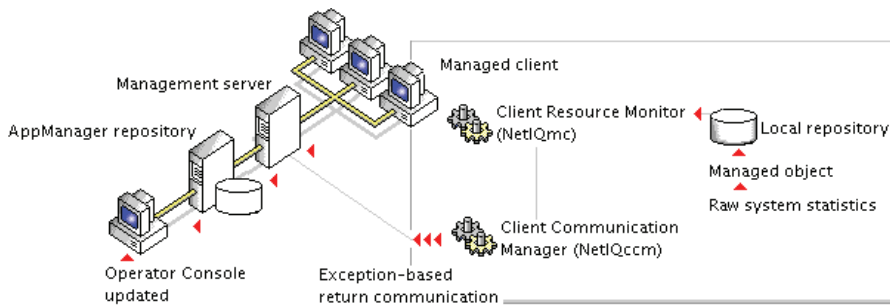 Managed client
Management server
AppManager repository
Client Resource Monitor
(NetIQmc)
Local repository
Managed object
Raw system statistics
Client Communication
Manager (NetIQccm)
Operator Console
updated
Exception-based
return communication